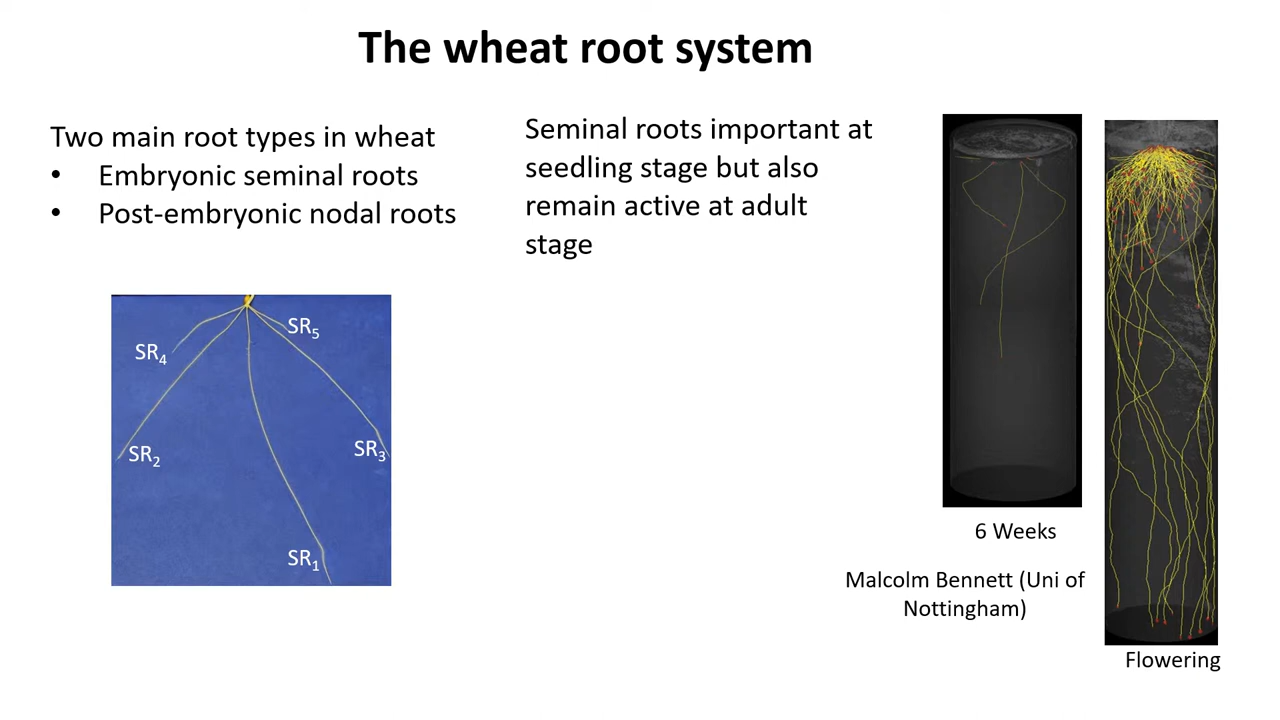 The wheat root system
Two main root types in wheat
• Embryonic seminal roots
• Post-embryonic nodal roots
Seminal roots important at
seedling stage but also
remain active at adult
stage
SR5
SR4
SR2
SR3
SR1
6 Weeks
Malcolm Bennett (Uni of
Nottingham)
Flowering